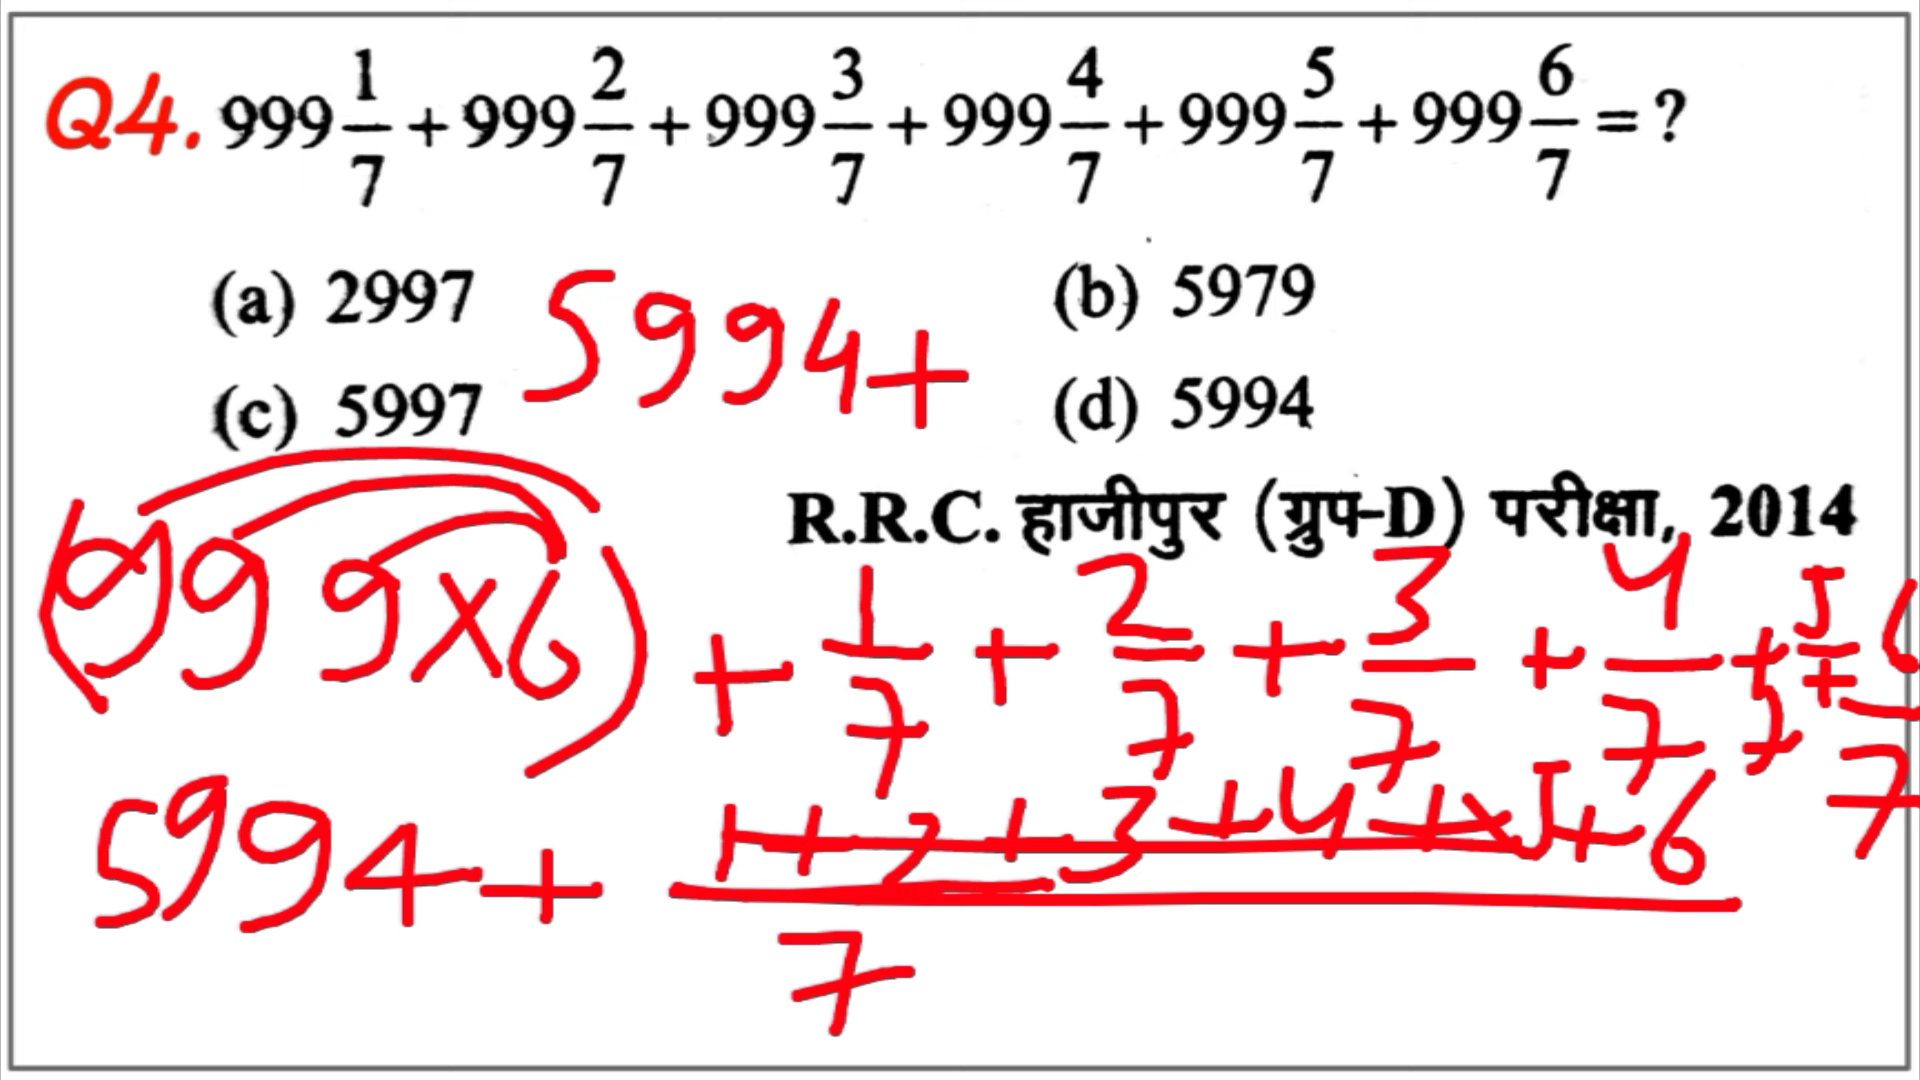 Q4. 999 1/7 + 999 2/7 + 999 3/7 + 999 4/7 + 999 5/7 + 999 6/7 = ?
(a) 2997 (b) 5979
5994+
(c) 5997 (d) 5994
R.R.C. हाजीपुर (ग्रुप-D) परीक्षा, 2014
(999×6) + 1/7 + 2/7 + 3/7 + 4/7 + 5/7 + 6/7
5994 + 1+2+3+4+5+6/7